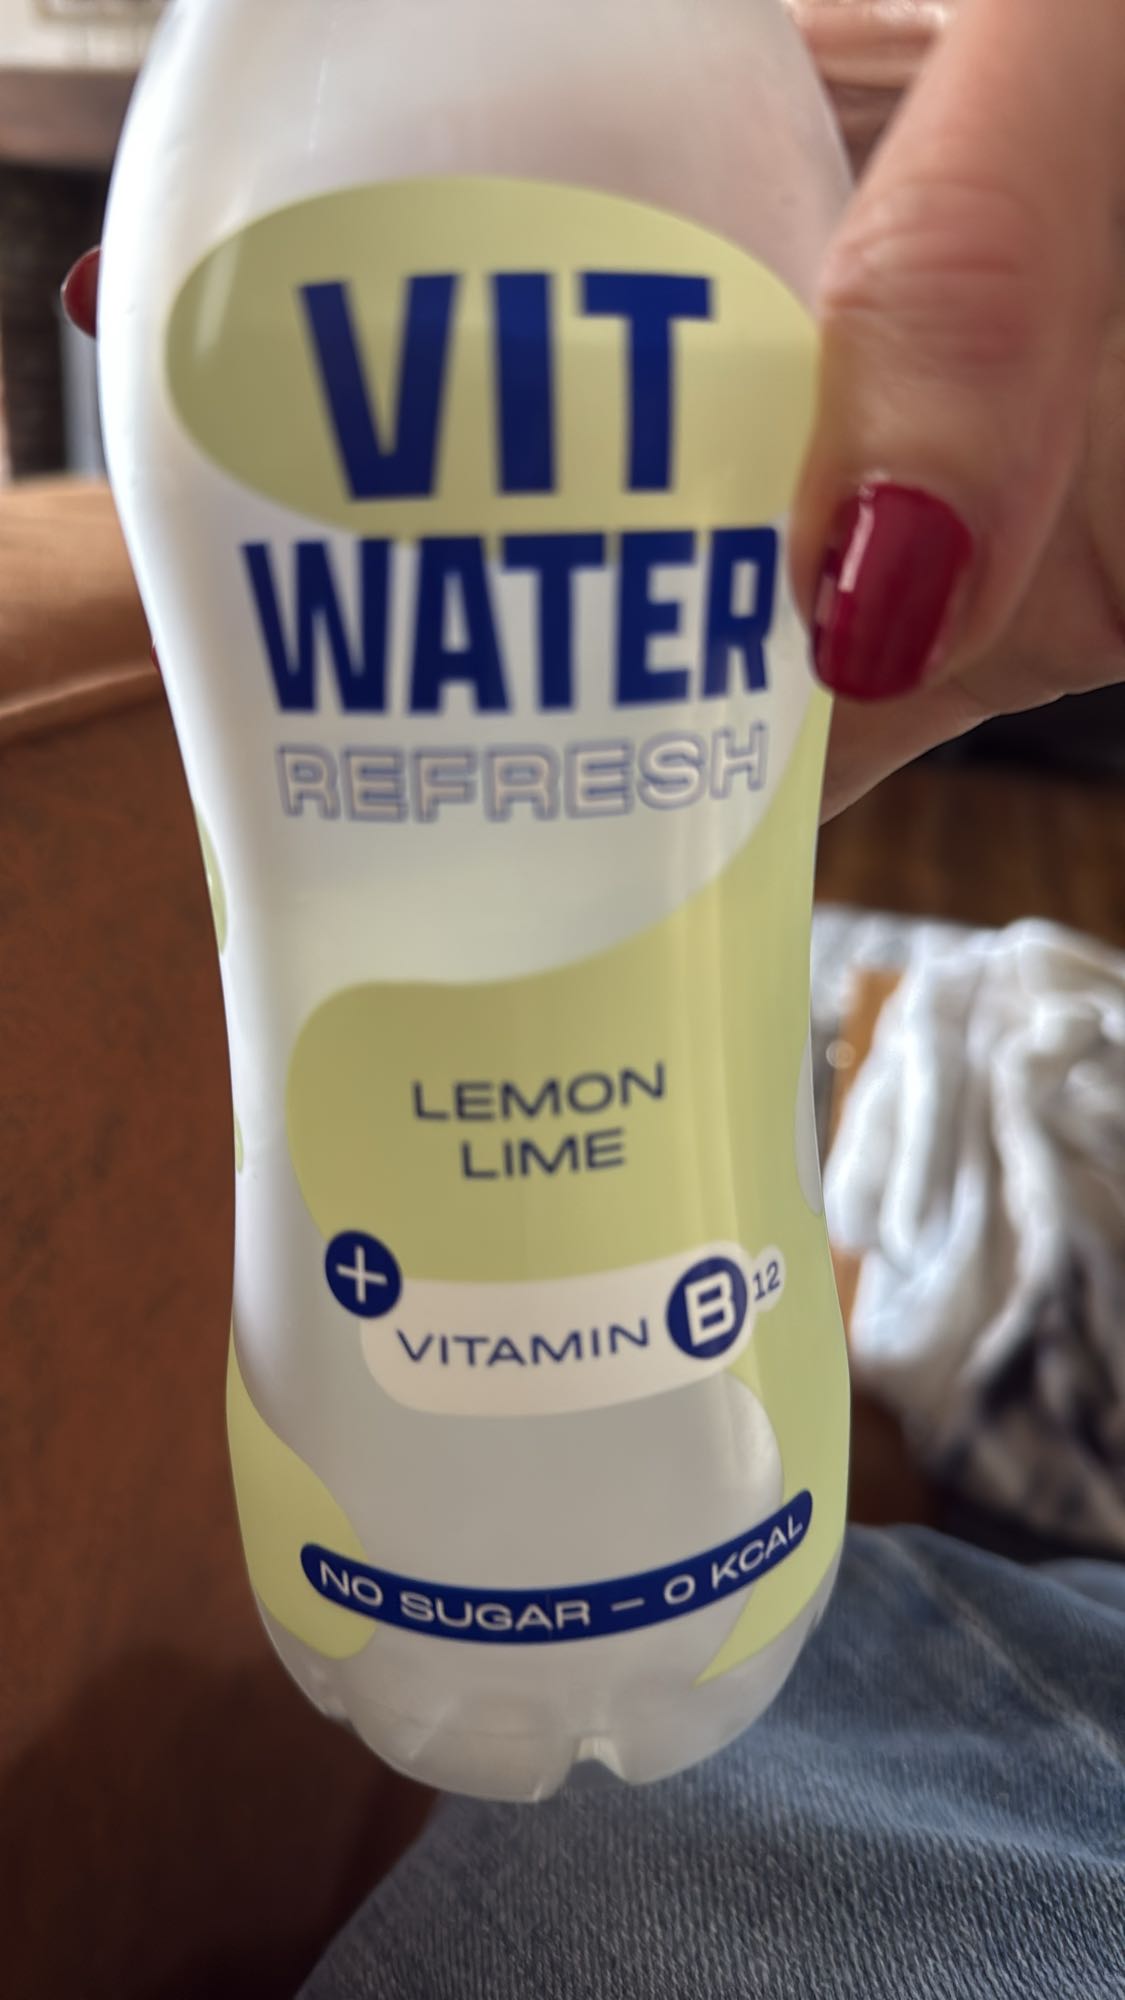 VIT
WATER
REFRESH
LEMON
LIME
+
VITAMIN B12
NO SUGAR – 0 KCAL